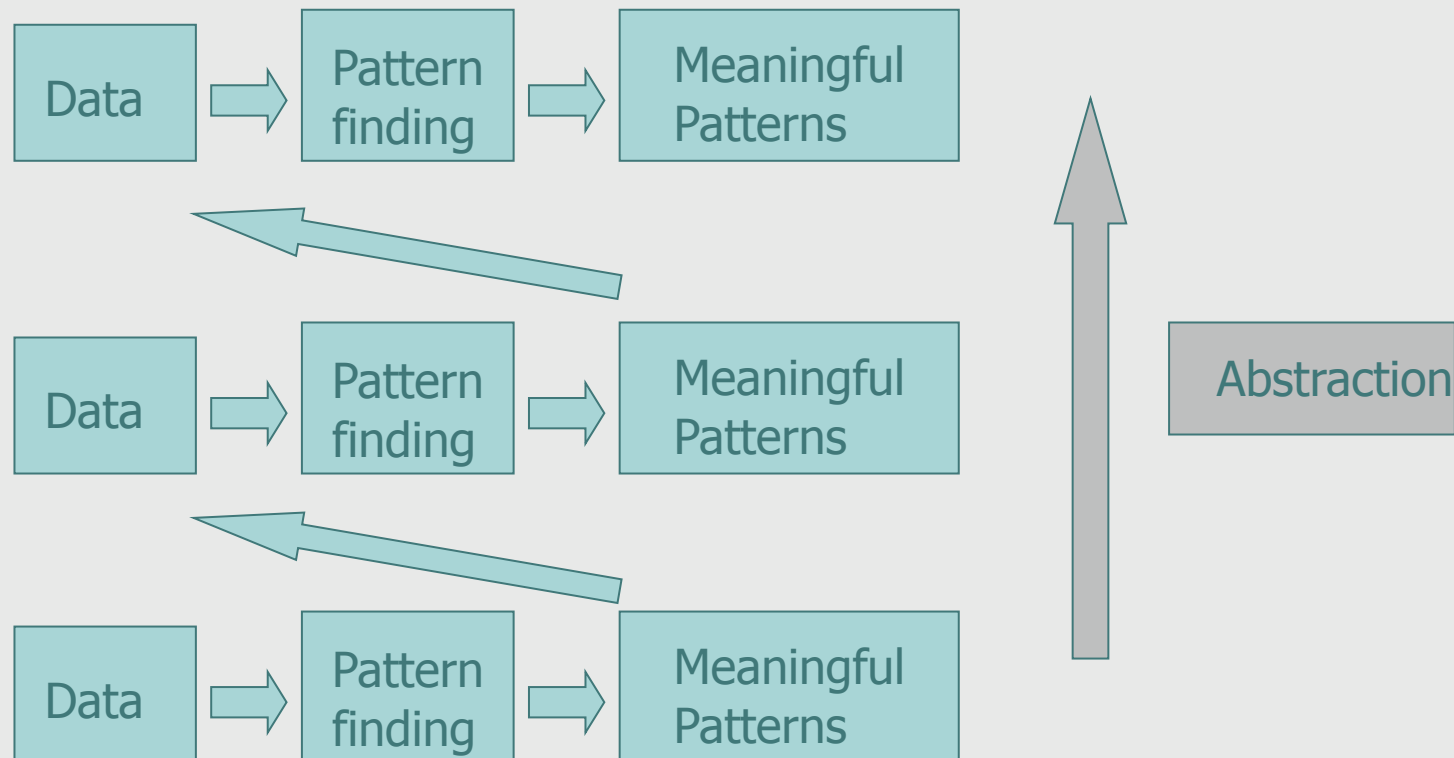 Data
Pattern
finding
Meaningful
Patterns
Data
Pattern
finding
Meaningful
Patterns
Abstraction
Data
Pattern
finding
Meaningful
Patterns